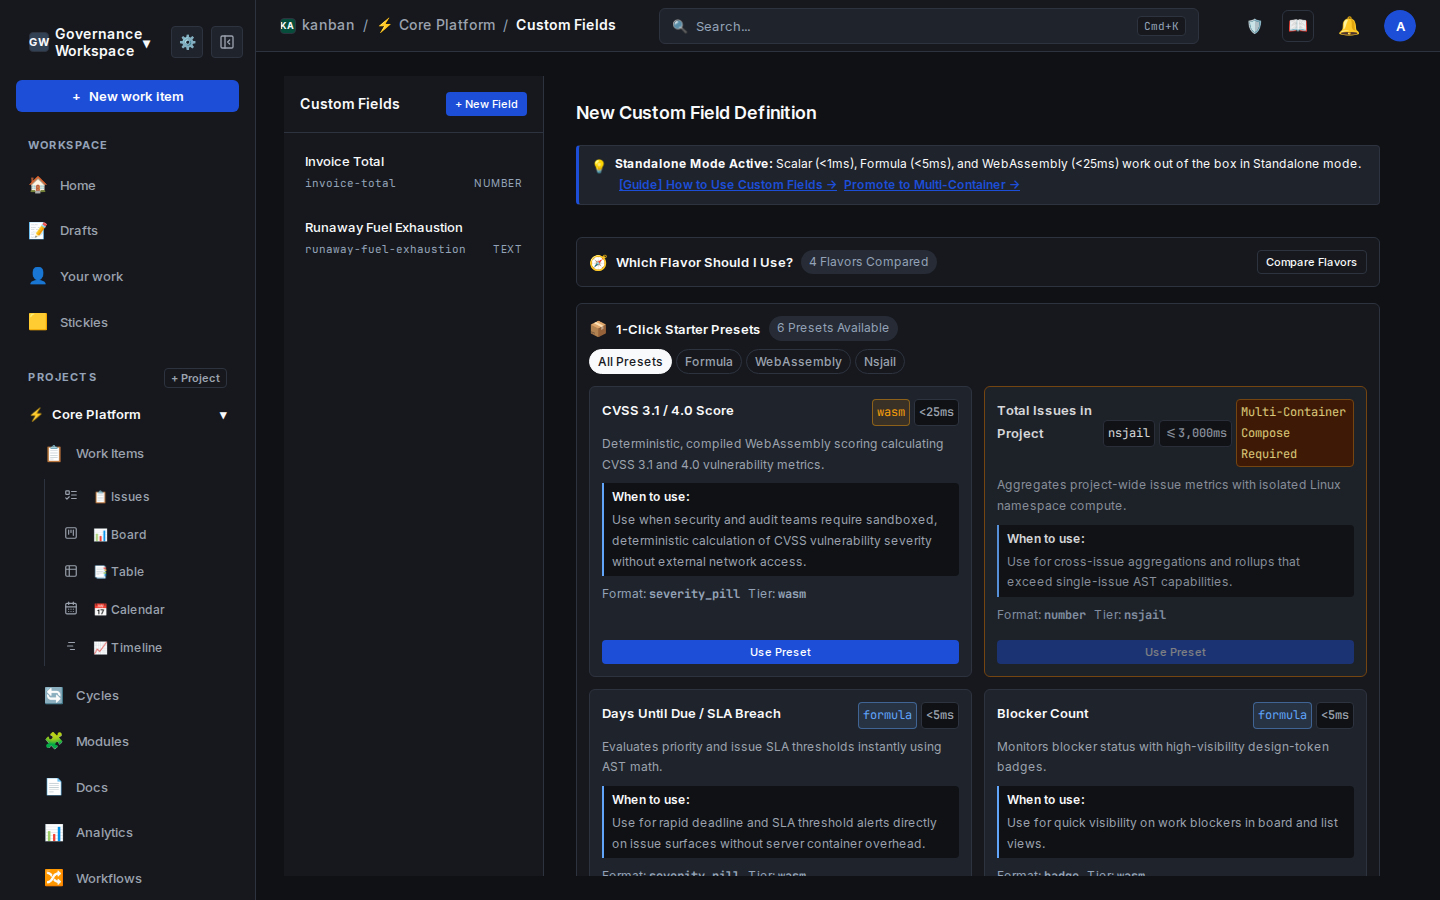 GW Governance Workspace ▾
+ New work item
WORKSPACE
Home
Drafts
Your work
Stickies
PROJECTS
+ Project
Core Platform ▾
Work Items
Issues
Board
Table
Calendar
Timeline
Cycles
Modules
Docs
Analytics
Workflows
KA kanban / Core Platform / Custom Fields
Search...
Cmd+K
A
Custom Fields
+ New Field
Invoice Total
invoice-total NUMBER
Runaway Fuel Exhaustion
runaway-fuel-exhaustion TEXT
New Custom Field Definition
Standalone Mode Active: Scalar (<1ms), Formula (<5ms), and WebAssembly (<25ms) work out of the box in Standalone mode.
[Guide] How to Use Custom Fields → Promote to Multi-Container →
Which Flavor Should I Use? 4 Flavors Compared
Compare Flavors
1-Click Starter Presets 6 Presets Available
All Presets Formula WebAssembly Nsjail
CVSS 3.1 / 4.0 Score wasm <25ms
Deterministic, compiled WebAssembly scoring calculating
CVSS 3.1 and 4.0 vulnerability metrics.
When to use:
Use when security and audit teams require sandboxed,
deterministic calculation of CVSS vulnerability severity
without external network access.
Format: severity_pill Tier: wasm
Use Preset
Total Issues in
Project
nsjail ≤3,000ms
Multi-Container
Compose
Required
Aggregates project-wide issue metrics with isolated Linux
namespace compute.
When to use:
Use for cross-issue aggregations and rollups that
exceed single-issue AST capabilities.
Format: number Tier: nsjail
Use Preset
Days Until Due / SLA Breach formula <5ms
Evaluates priority and issue SLA thresholds instantly using
AST math.
When to use:
Use for rapid deadline and SLA threshold alerts directly
on issue surfaces without server container overhead.
Format: severity_pill Tier: wasm
Blocker Count formula <5ms
Monitors blocker status with high-visibility design-token
badges.
When to use:
Use for quick visibility on work blockers in board and list
views.
Format: badge Tier: wasm